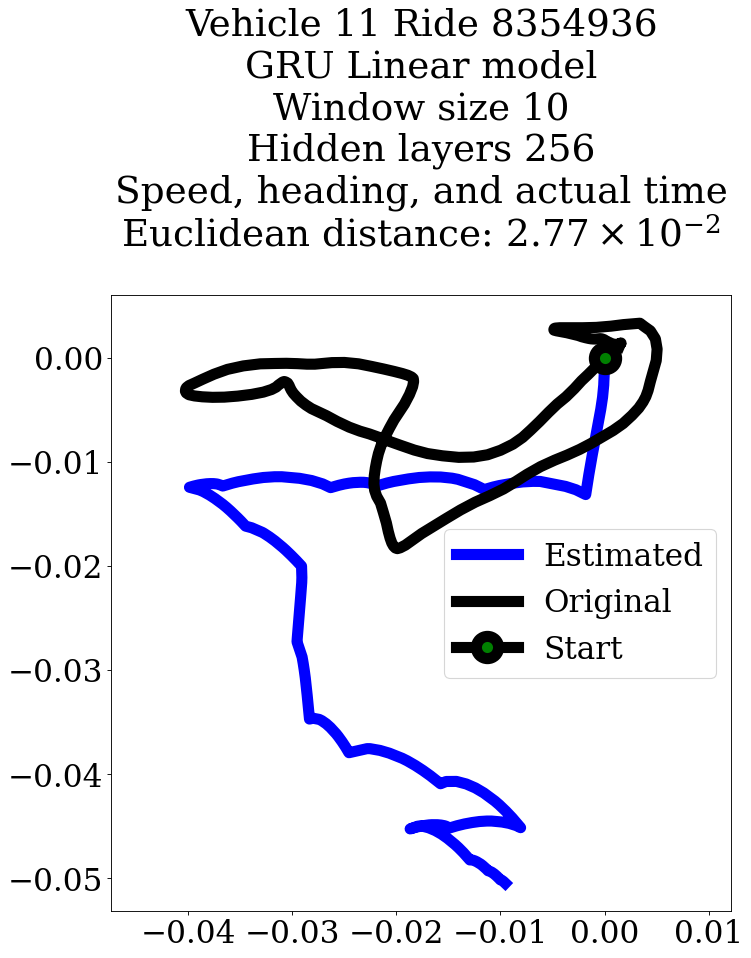 Vehicle 11 Ride 8354936
GRU Linear model
Window size 10
Hidden layers 256
Speed, heading, and actual time
Euclidean distance: 2.77 × 10⁻²
0.00
−0.01
−0.02
−0.03
−0.04
−0.05
Estimated
Original
Start
−0.04 −0.03 −0.02 −0.01 0.00 0.01